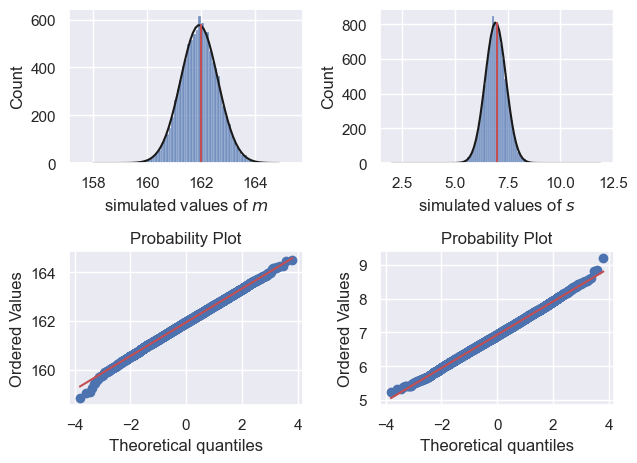 600
400
200
0
Count
158 160 162 164
simulated values of m
800
600
400
200
0
Count
2.5 5.0 7.5 10.0 12.5
simulated values of s
Probability Plot
164
162
160
Ordered Values
−4 −2 0 2 4
Theoretical quantiles
Probability Plot
9
8
7
6
5
Ordered Values
−4 −2 0 2 4
Theoretical quantiles